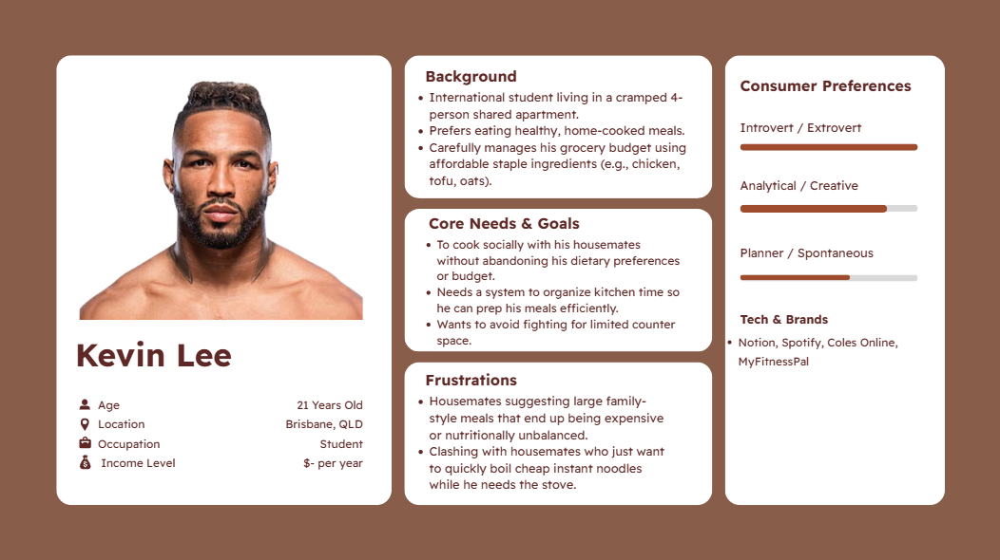 Kevin Lee
Age 21 Years Old
Location Brisbane, QLD
Occupation Student
Income Level $- per year
Background
• International student living in a cramped 4-
person shared apartment.
• Prefers eating healthy, home-cooked meals.
• Carefully manages his grocery budget using
affordable staple ingredients (e.g., chicken,
tofu, oats).
Core Needs & Goals
• To cook socially with his housemates
without abandoning his dietary preferences
or budget.
• Needs a system to organize kitchen time so
he can prep his meals efficiently.
• Wants to avoid fighting for limited counter
space.
Frustrations
• Housemates suggesting large family-
style meals that end up being expensive
or nutritionally unbalanced.
• Clashing with housemates who just want
to quickly boil cheap instant noodles
while he needs the stove.
Consumer Preferences
Introvert / Extrovert
Analytical / Creative
Planner / Spontaneous
Tech & Brands
• Notion, Spotify, Coles Online,
MyFitnessPal